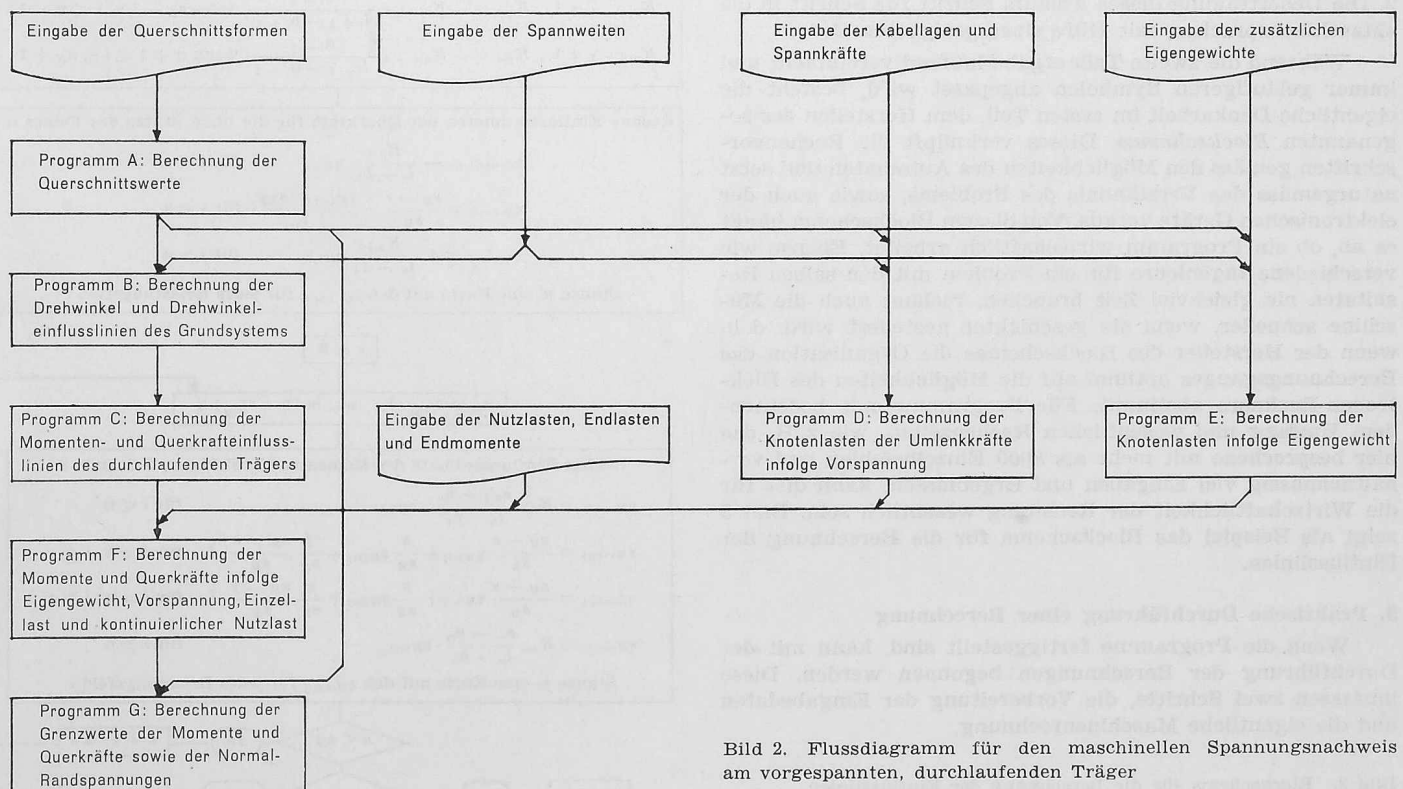 Eingabe der Querschnittsformen
Eingabe der Spannweiten
Eingabe der Kabellagen und
Spannkräfte
Eingabe der zusätzlichen
Eigengewichte
Programm A: Berechnung der
Querschnittswerte
Programm B: Berechnung der
Drehwinkel und Drehwinkel-
einflusslinien des Grundsystems
Programm C: Berechnung der
Momenten- und Querkrafteinfluss-
linien des durchlaufenden Trägers
Eingabe der Nutzlasten, Endlasten
und Endmomente
Programm D: Berechnung der
Knotenlasten der Umlenkkräfte
infolge Vorspannung
Programm E: Berechnung der
Knotenlasten infolge Eigengewicht
Programm F: Berechnung der
Momente und Querkräfte infolge
Eigengewicht, Vorspannung, Einzel-
last und kontinuierlicher Nutzlast
Programm G: Berechnung der
Grenzwerte der Momente und
Querkräfte sowie der Normal-
Randspannungen
Bild 2. Flussdiagramm für den maschinellen Spannungsnachweis
am vorgespannten, durchlaufenden Träger